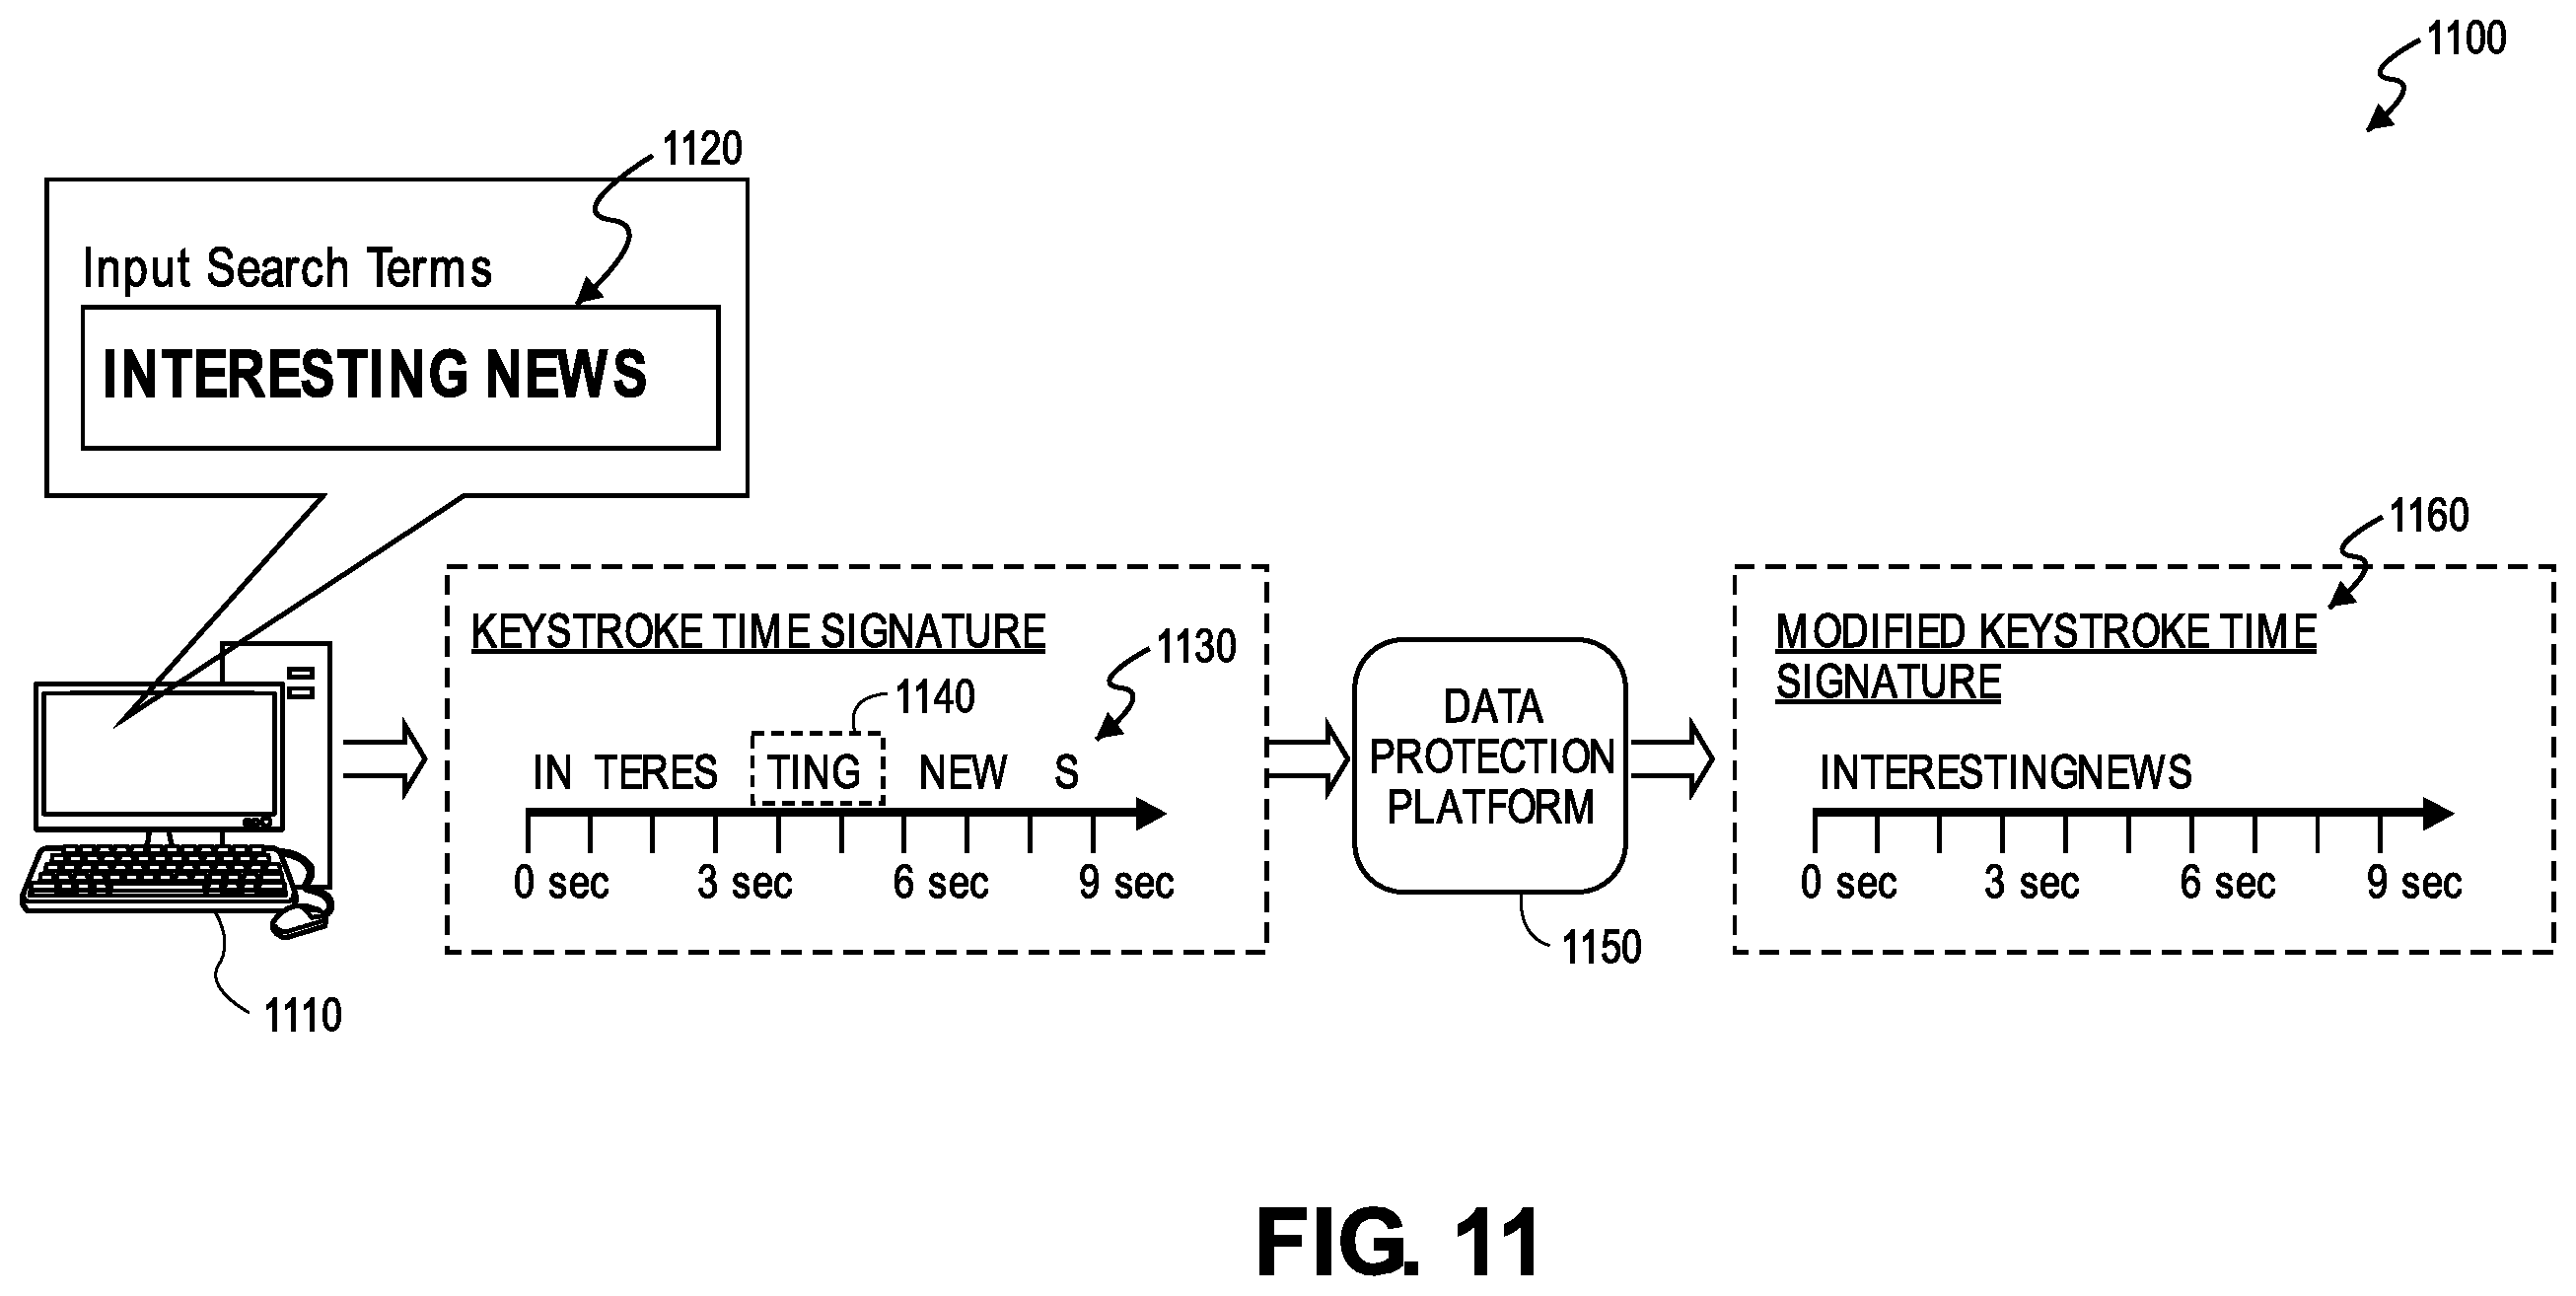 1100
1120
Input Search Terms
INTERESTING NEWS
1160
KEYSTROKE TIME SIGNATURE
1130
1140
IN TERES TING NEW S
0 sec 3 sec 6 sec 9 sec
1110
DATA
PROTECTION
PLATFORM
1150
MODIFIED KEYSTROKE TIME
SIGNATURE
INTERESTINGNEWS
0 sec 3 sec 6 sec 9 sec
FIG. 11